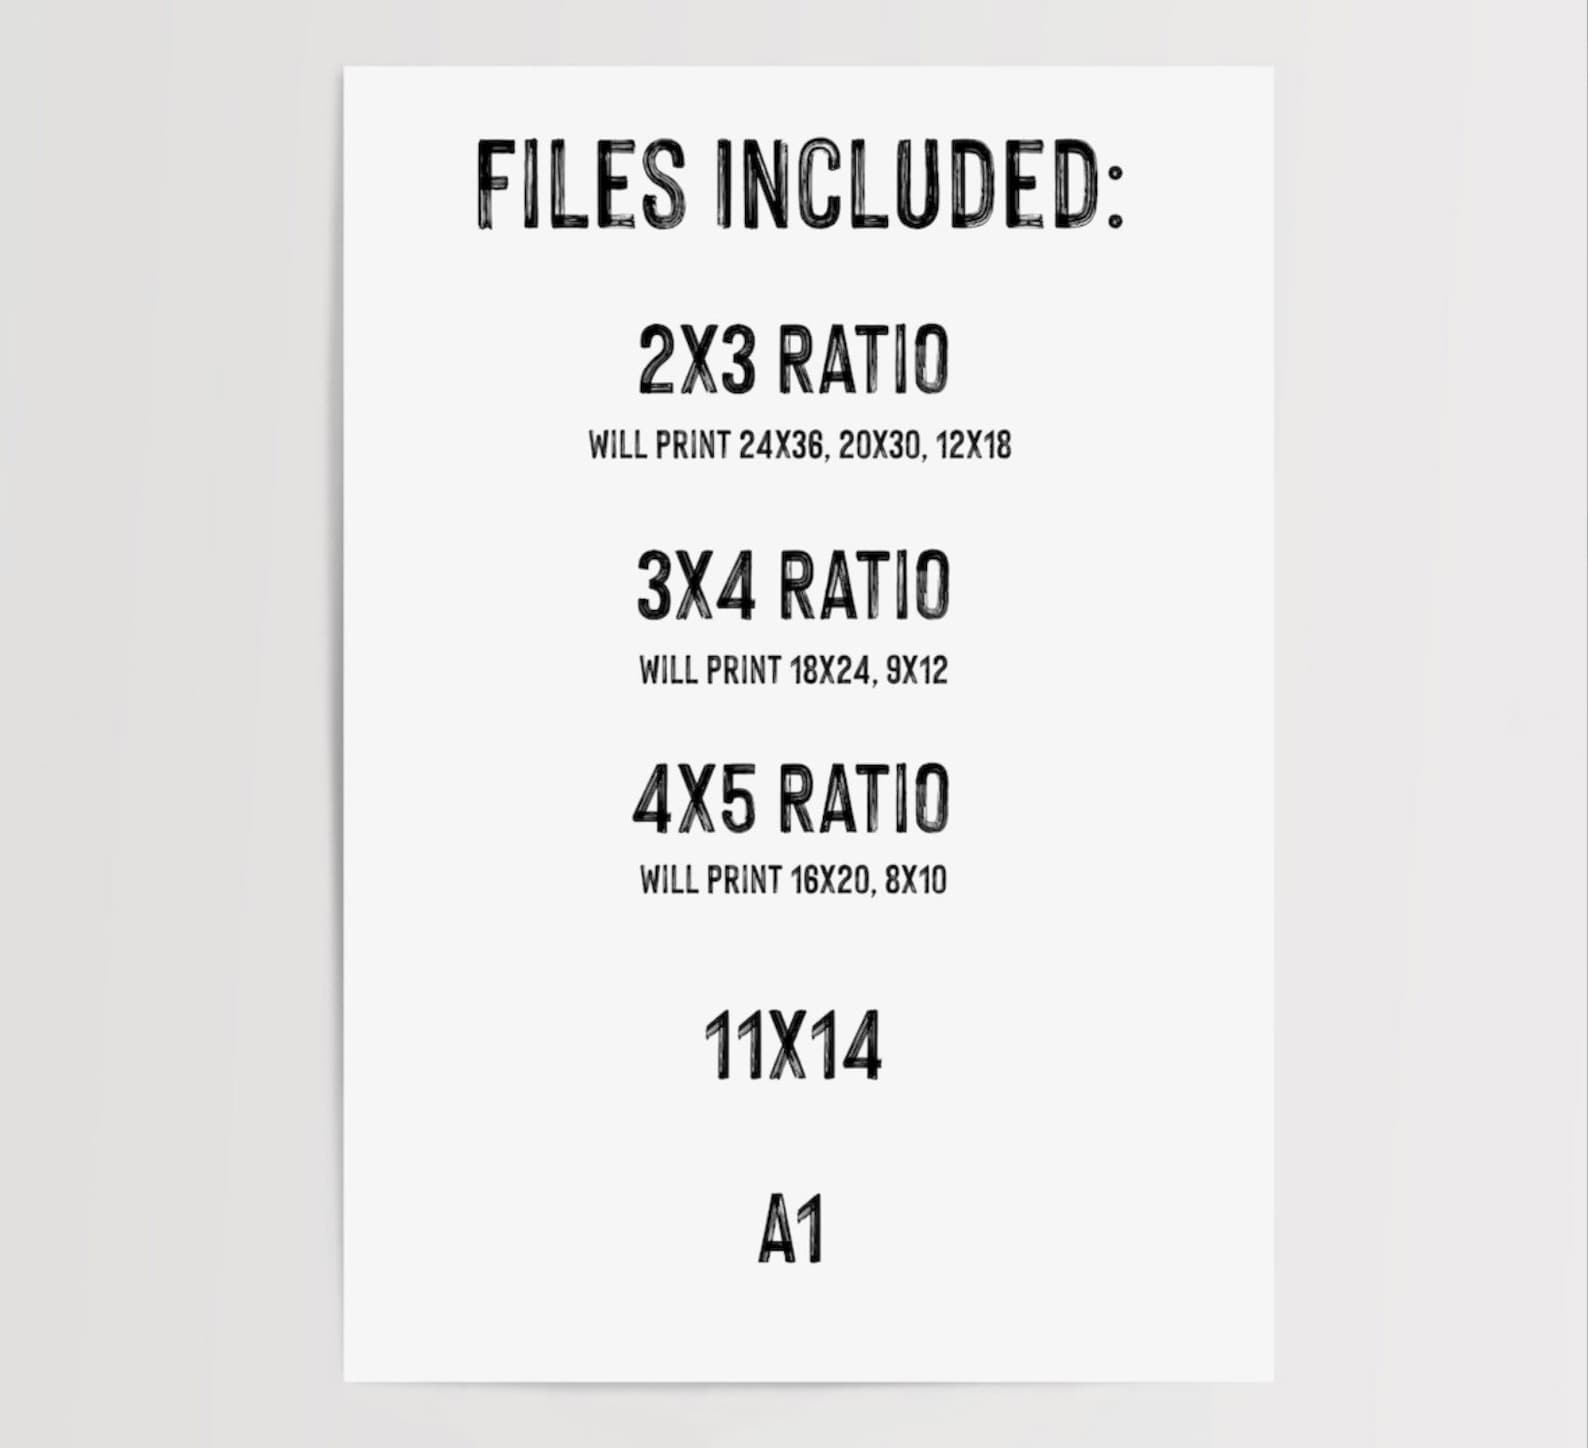 FILES INCLUDED:
2X3 RATIO
WILL PRINT 24X36, 20X30, 12X18
3X4 RATIO
WILL PRINT 18X24, 9X12
4X5 RATIO
WILL PRINT 16X20, 8X10
11X14
A1